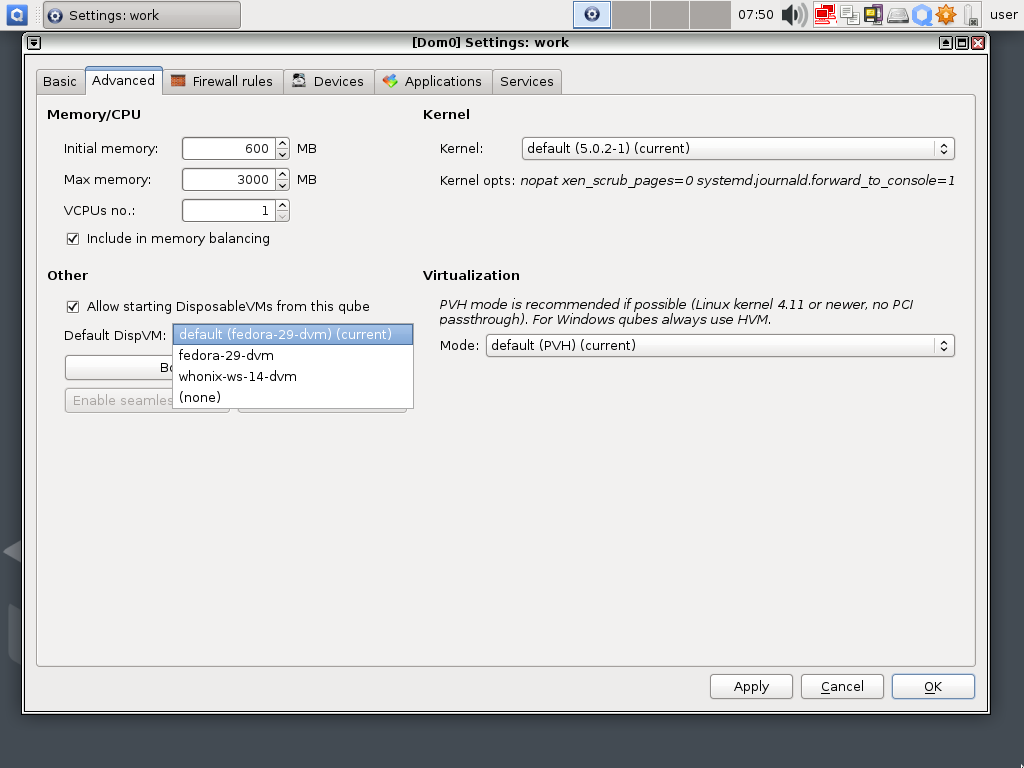 Settings: work
07:50
user
[Dom0] Settings: work
Basic
Advanced
Firewall rules
Devices
Applications
Services
Memory/CPU
Initial memory: 600 MB
Max memory: 3000 MB
VCPUs no.: 1
Include in memory balancing
Kernel
Kernel: default (5.0.2-1) (current)
Kernel opts: nopat xen_scrub_pages=0 systemd.journald.forward_to_console=1
Other
Allow starting DisposableVMs from this qube
Default DispVM: default (fedora-29-dvm) (current)
fedora-29-dvm
whonix-ws-14-dvm
(none)
Enable seamles
Virtualization
PVH mode is recommended if possible (Linux kernel 4.11 or newer, no PCI
passthrough). For Windows qubes always use HVM.
Mode: default (PVH) (current)
Apply
Cancel
OK